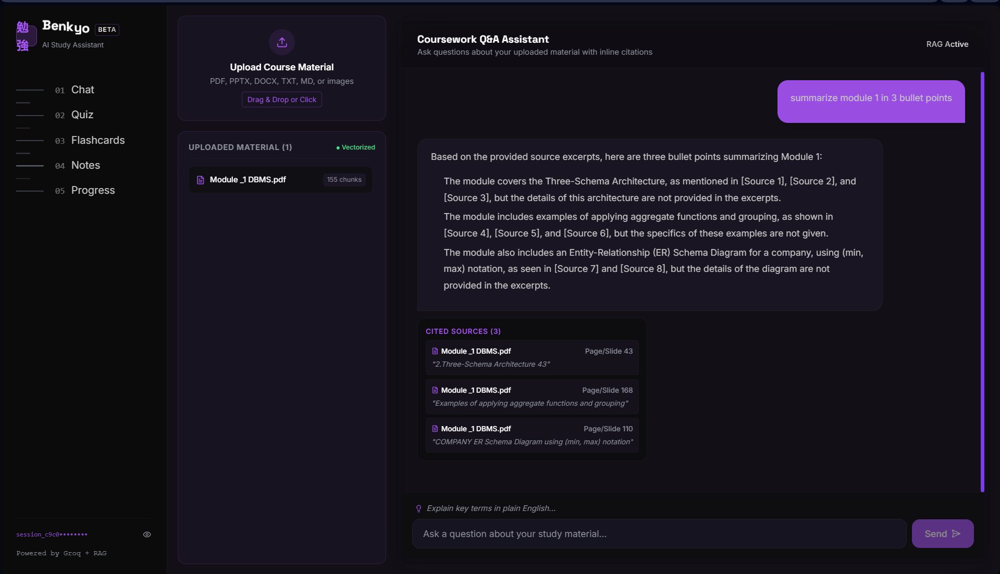 勉
強
Benkyo BETA
AI Study Assistant
01 Chat
02 Quiz
03 Flashcards
04 Notes
05 Progress
session_c9c0••••••••
Powered by Groq + RAG
Upload Course Material
PDF, PPTX, DOCX, TXT, MD, or images
Drag & Drop or Click
UPLOADED MATERIAL (1)
● Vectorized
Module _1 DBMS.pdf
155 chunks
Coursework Q&A Assistant
Ask questions about your uploaded material with inline citations
RAG Active
summarize module 1 in 3 bullet points
Based on the provided source excerpts, here are three bullet points summarizing Module 1:
The module covers the Three-Schema Architecture, as mentioned in [Source 1], [Source 2], and
[Source 3], but the details of this architecture are not provided in the excerpts.
The module includes examples of applying aggregate functions and grouping, as shown in
[Source 4], [Source 5], and [Source 6], but the specifics of these examples are not given.
The module also includes an Entity-Relationship (ER) Schema Diagram for a company, using (min,
max) notation, as seen in [Source 7] and [Source 8], but the details of the diagram are not
provided in the excerpts.
CITED SOURCES (3)
Module _1 DBMS.pdf Page/Slide 43
"2.Three-Schema Architecture 43"
Module _1 DBMS.pdf Page/Slide 168
"Examples of applying aggregate functions and grouping"
Module _1 DBMS.pdf Page/Slide 110
"COMPANY ER Schema Diagram using (min, max) notation"
Explain key terms in plain English...
Ask a question about your study material...
Send